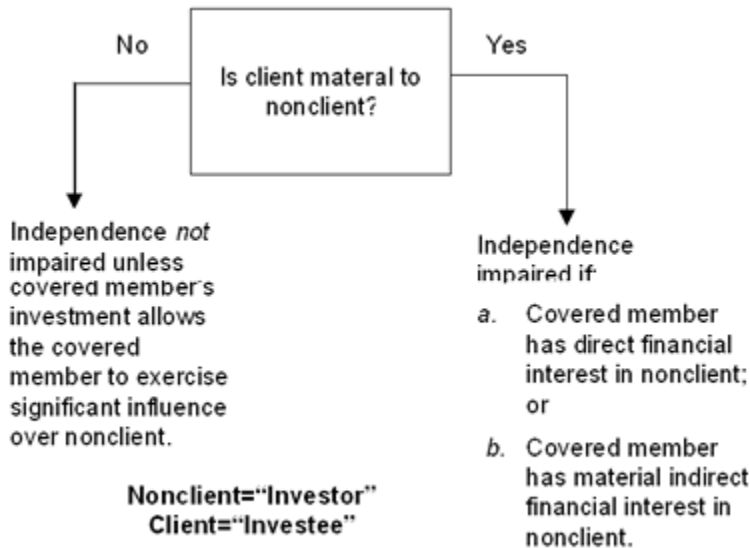 No
Yes
Is client materal to
nonclient?
Independence not
impaired unless
covered member's
investment allows
the covered
member to exercise
significant influence
over nonclient.
Independence
impaired if:
a. Covered member
has direct financial
interest in nonclient;
or
b. Covered member
has material indirect
financial interest in
nonclient.
Nonclient=“Investor”
Client=“Investee”